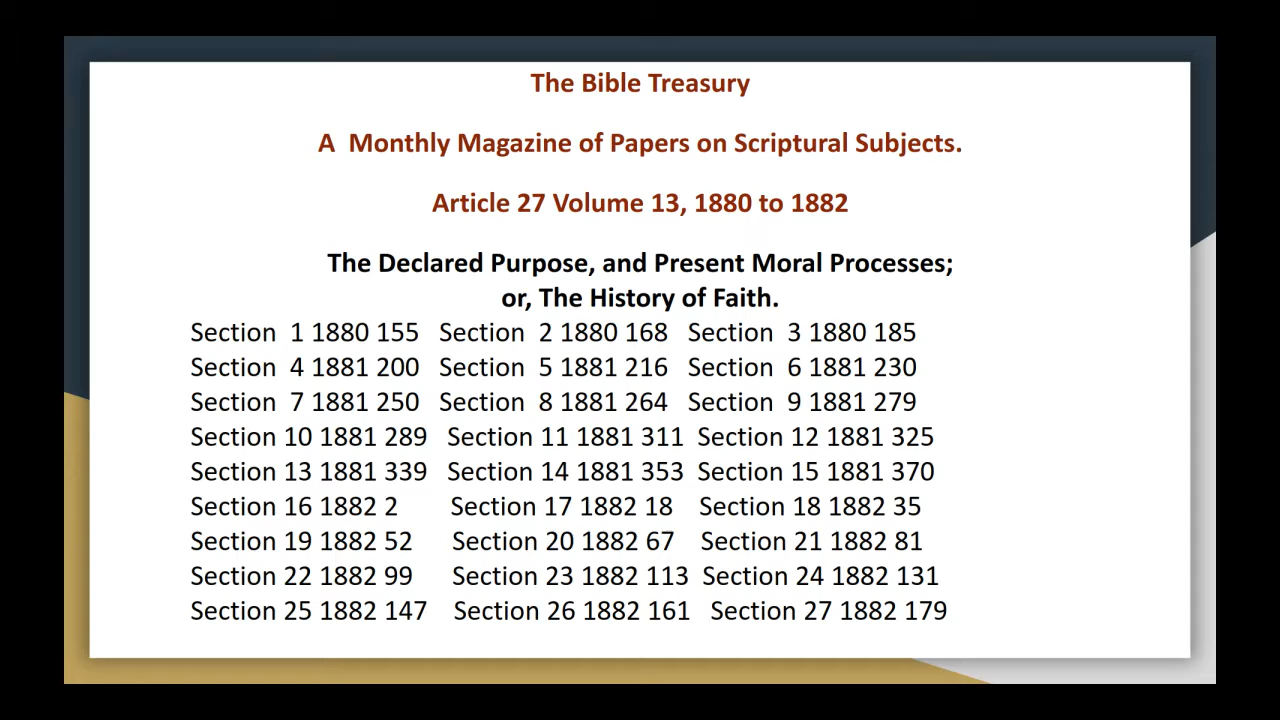 The Bible Treasury
A  Monthly Magazine of Papers on Scriptural Subjects.
Article 27 Volume 13, 1880 to 1882
The Declared Purpose, and Present Moral Processes;
or, The History of Faith.
Section  1 1880 155   Section  2 1880 168   Section  3 1880 185
Section  4 1881 200   Section  5 1881 216   Section  6 1881 230
Section  7 1881 250   Section  8 1881 264   Section  9 1881 279
Section 10 1881 289   Section 11 1881 311  Section 12 1881 325
Section 13 1881 339   Section 14 1881 353  Section 15 1881 370
Section 16 1882 2   Section 17 1882 18   Section 18 1882 35
Section 19 1882 52   Section 20 1882 67   Section 21 1882 81
Section 22 1882 99   Section 23 1882 113  Section 24 1882 131
Section 25 1882 147   Section 26 1882 161   Section 27 1882 179